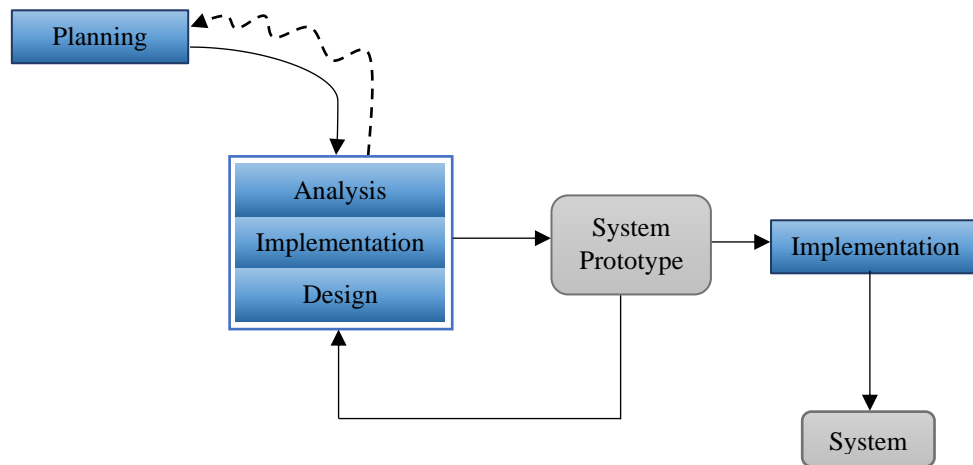 Planning
Analysis
Implementation
Design
System
Prototype
Implementation
System